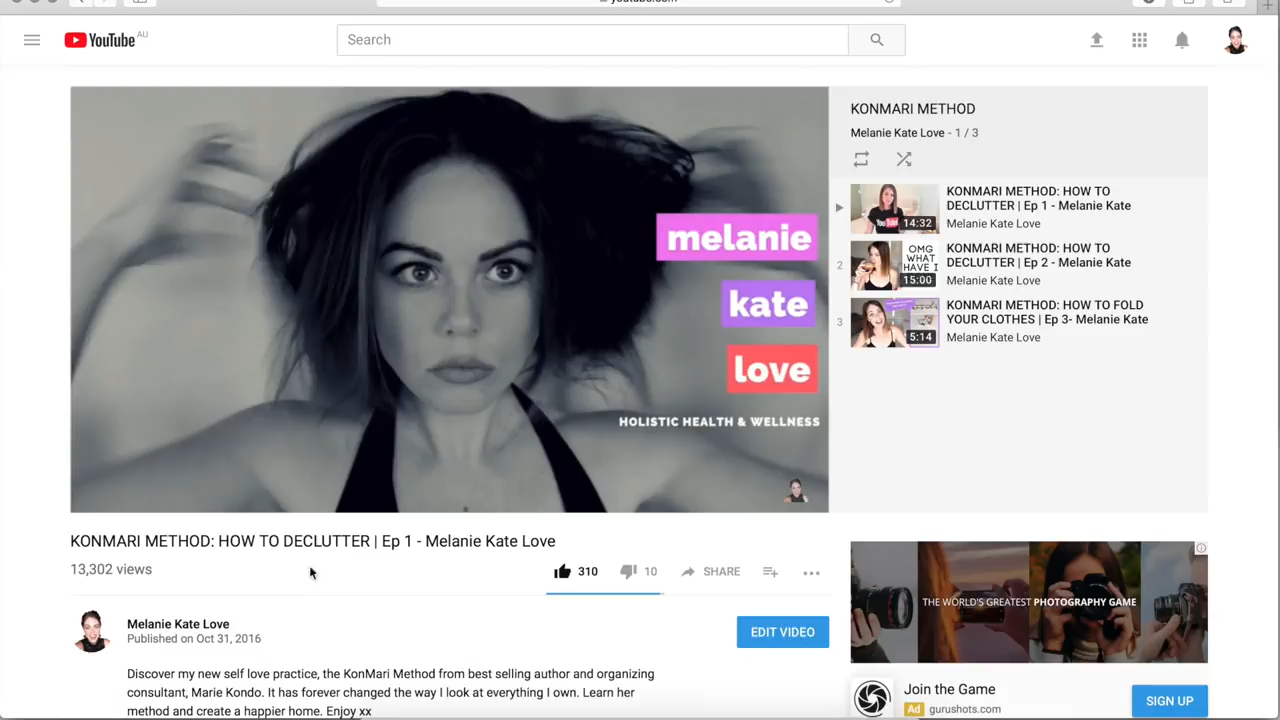 youtube.com
YouTube AU
Search
melanie
kate
love
HOLISTIC HEALTH & WELLNESS
KONMARI METHOD
Melanie Kate Love - 1 / 3
KONMARI METHOD: HOW TO
DECLUTTER | Ep 1 - Melanie Kate
Melanie Kate Love
You Tube
14:32
2
KONMARI METHOD: HOW TO
DECLUTTER | Ep 2 - Melanie Kate
Melanie Kate Love
OMG
WHAT
HAVE I
15:00
3
KONMARI METHOD: HOW TO FOLD
YOUR CLOTHES | Ep 3- Melanie Kate
Melanie Kate Love
5:14
KONMARI METHOD: HOW TO DECLUTTER | Ep 1 - Melanie Kate Love
13,302 views
310 10 SHARE
Melanie Kate Love
Published on Oct 31, 2016
EDIT VIDEO
Discover my new self love practice, the KonMari Method from best selling author and organizing
consultant, Marie Kondo. It has forever changed the way I look at everything I own. Learn her
method and create a happier home. Enjoy xx
THE WORLD'S GREATEST PHOTOGRAPHY GAME
Join the Game
Ad gurushots.com
SIGN UP